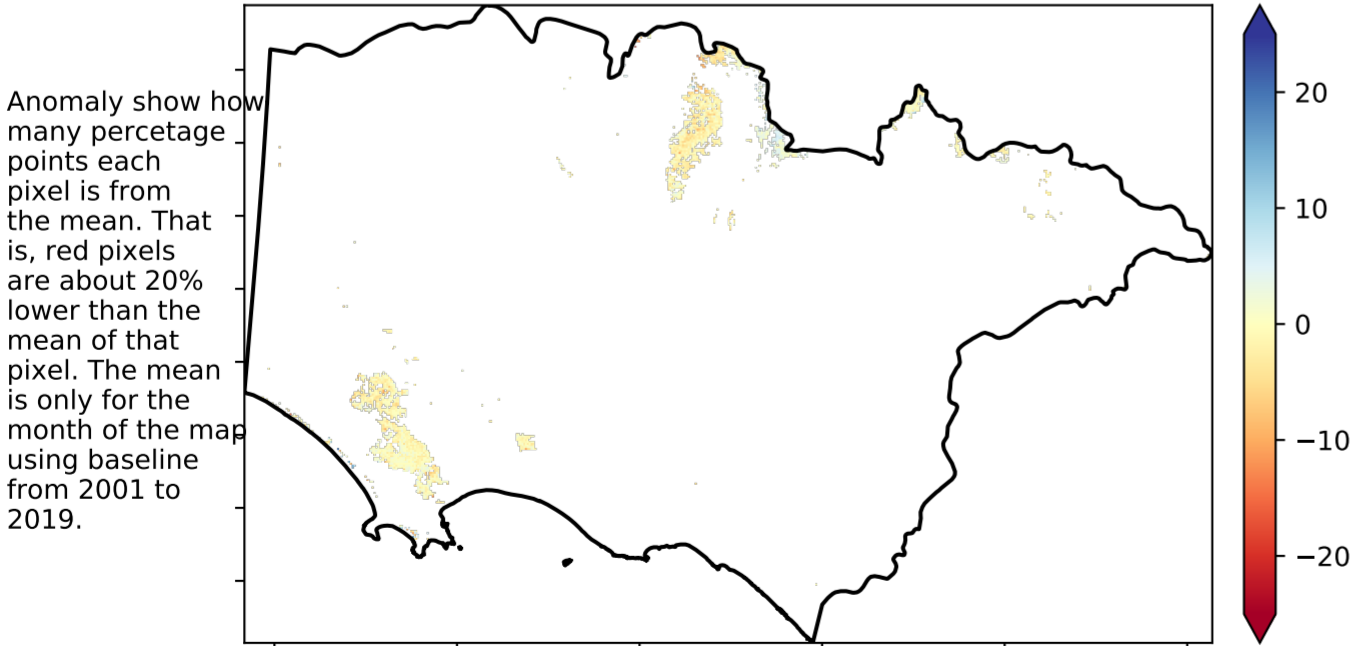 Anomaly show how
many percetage
points each
pixel is from
the mean. That
is, red pixels
are about 20%
lower than the
mean of that
pixel. The mean
is only for the
month of the map
using baseline
from 2001 to
2019.
20
10
0
−10
−20